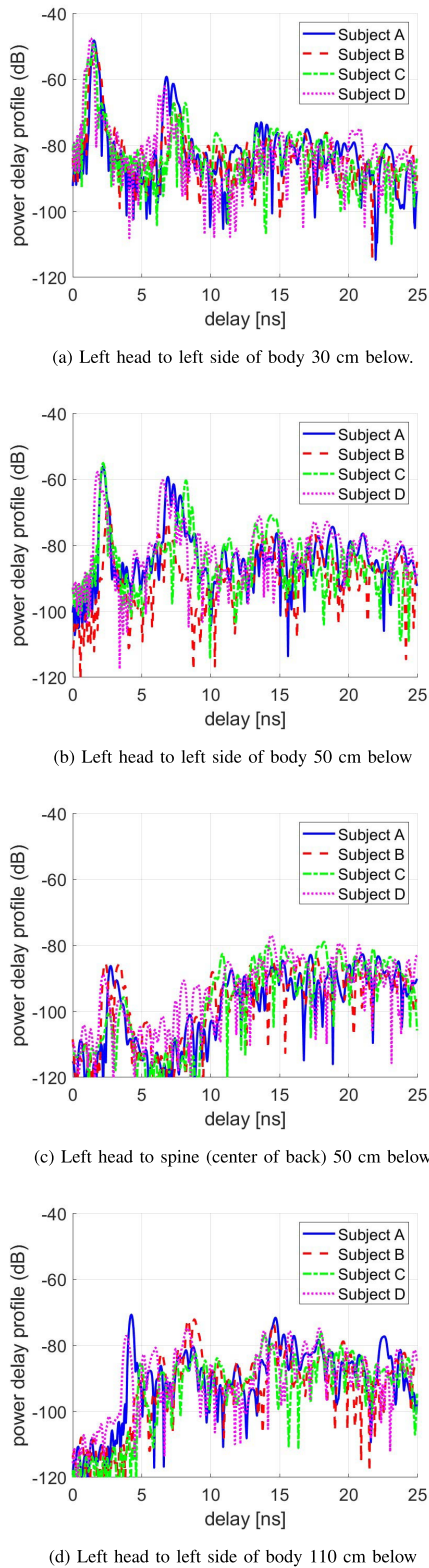 -40
Subject A
Subject B
-60
Subject C
Subject D
-80
-100
-120
0 5 10 15 20 25
power delay profile (dB)
delay [ns]
(a) Left head to left side of body 30 cm below.
-40
Subject A
Subject B
-60
Subject C
Subject D
-80
-100
-120
0 5 10 15 20 25
power delay profile (dB)
delay [ns]
(b) Left head to left side of body 50 cm below
-40
Subject A
Subject B
-60
Subject C
Subject D
-80
-100
-120
0 5 10 15 20 25
power delay profile (dB)
delay [ns]
(c) Left head to spine (center of back) 50 cm below
-40
Subject A
Subject B
-60
Subject C
Subject D
-80
-100
-120
0 5 10 15 20 25
power delay profile (dB)
delay [ns]
(d) Left head to left side of body 110 cm below